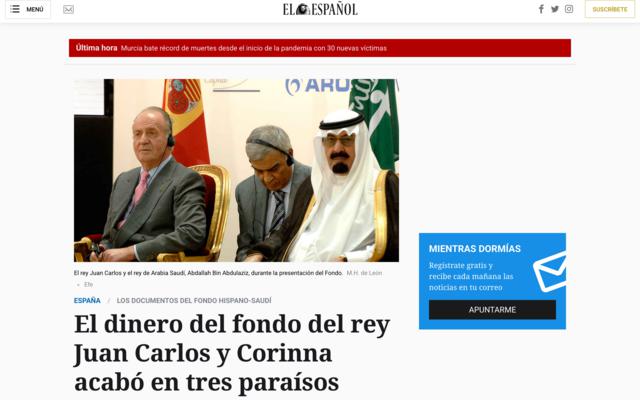 MENÚ
EL ESPAÑOL
SUSCRÍBETE
Última hora Murcia bate récord de muertes desde el inicio de la pandemia con 30 nuevas víctimas
El rey Juan Carlos y el rey de Arabia Saudí, Abdallah Bin Abdulaziz, durante la presentación del Fondo. M.H. de León
Efe
ESPAÑA / LOS DOCUMENTOS DEL FONDO HISPANO-SAUDÍ
El dinero del fondo del rey
Juan Carlos y Corinna
acabó en tres paraísos
MIENTRAS DORMÍAS
Regístrate gratis y
recibe cada mañana las
noticias en tu correo
APUNTARME